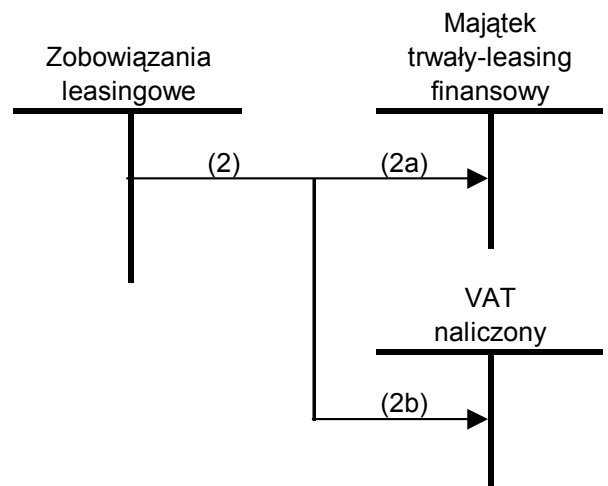 Zobowiązania
leasingowe
Majątek
trwały-leasing
finansowy
(2)
(2a)
VAT
naliczony
(2b)